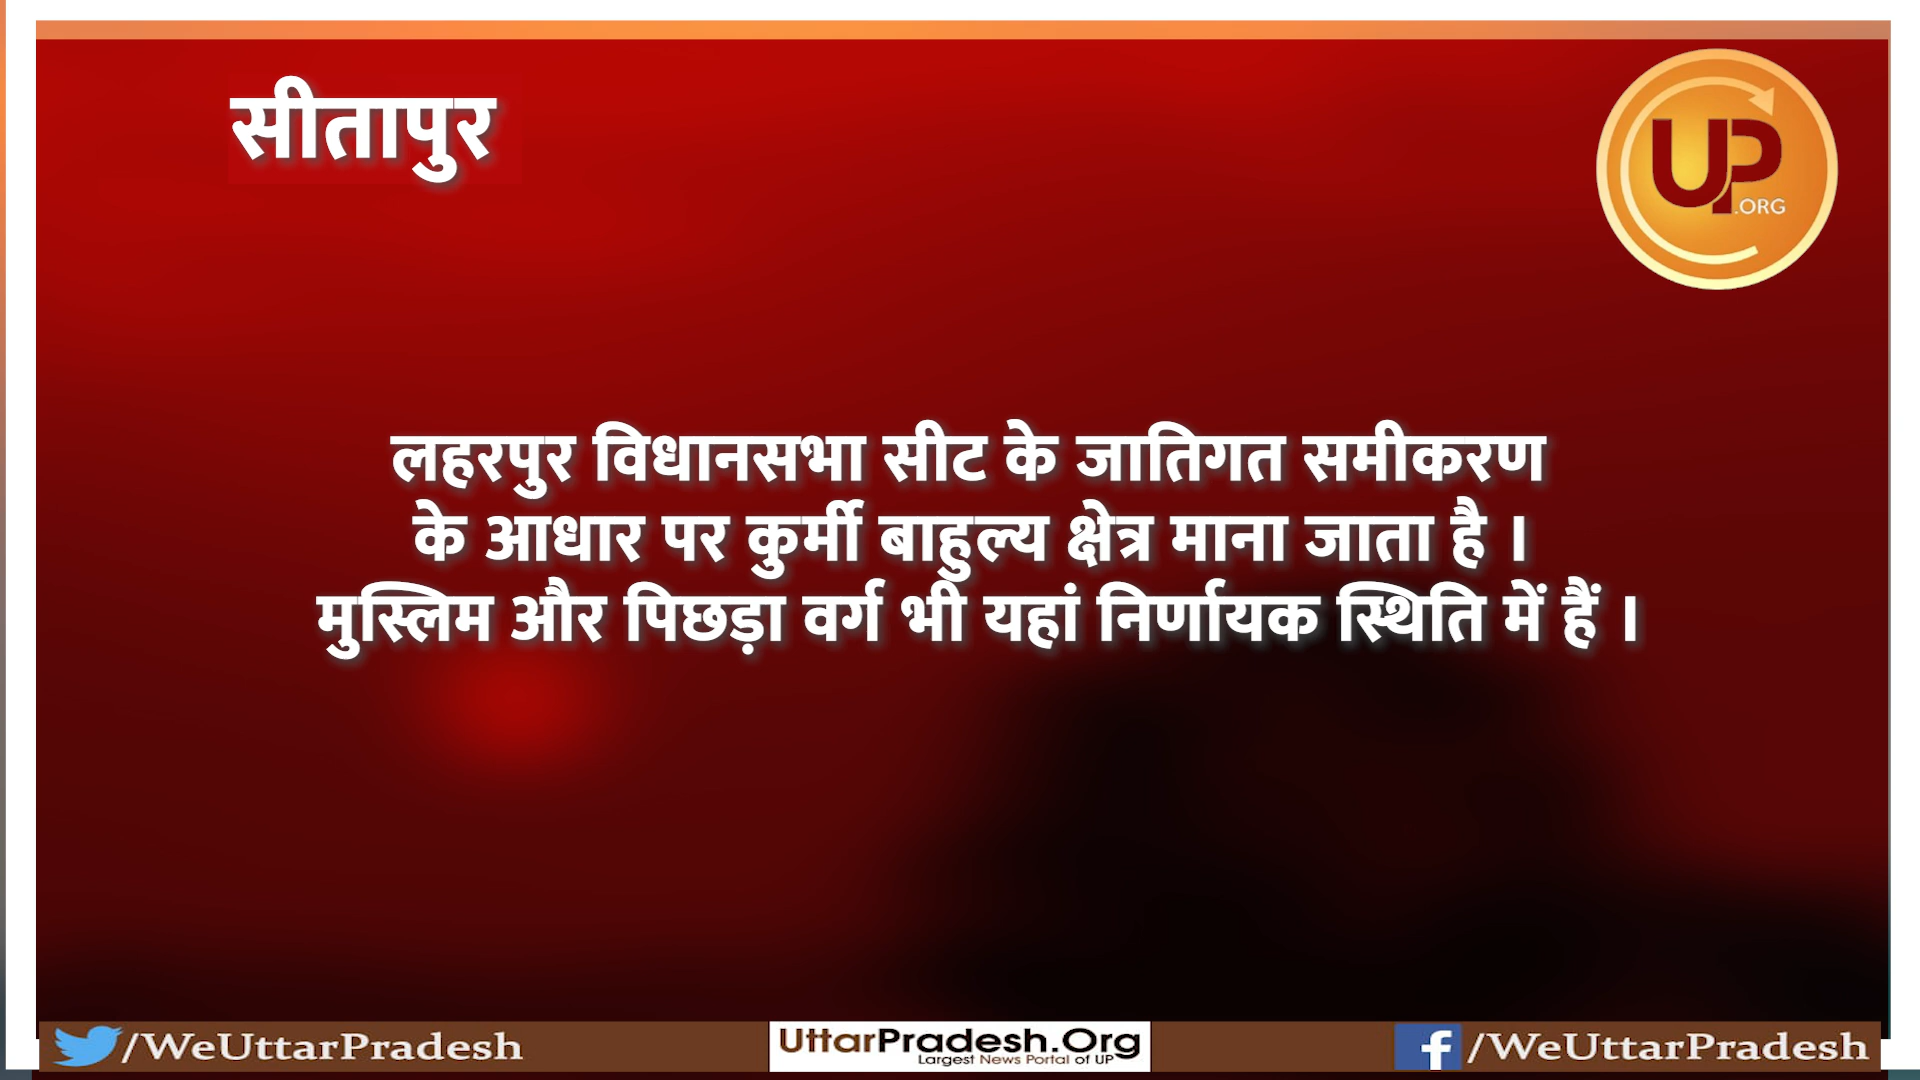 सीतापुर
UP
.ORG
लहरपुर विधानसभा सीट के जातिगत समीकरण
के आधार पर कुर्मी बाहुल्य क्षेत्र माना जाता है ।
मुस्लिम और पिछड़ा वर्ग भी यहां निर्णायक स्थिति में हैं ।
/WeUttarPradesh
UttarPradesh.Org
Largest News Portal of UP
f /WeUttarPradesh